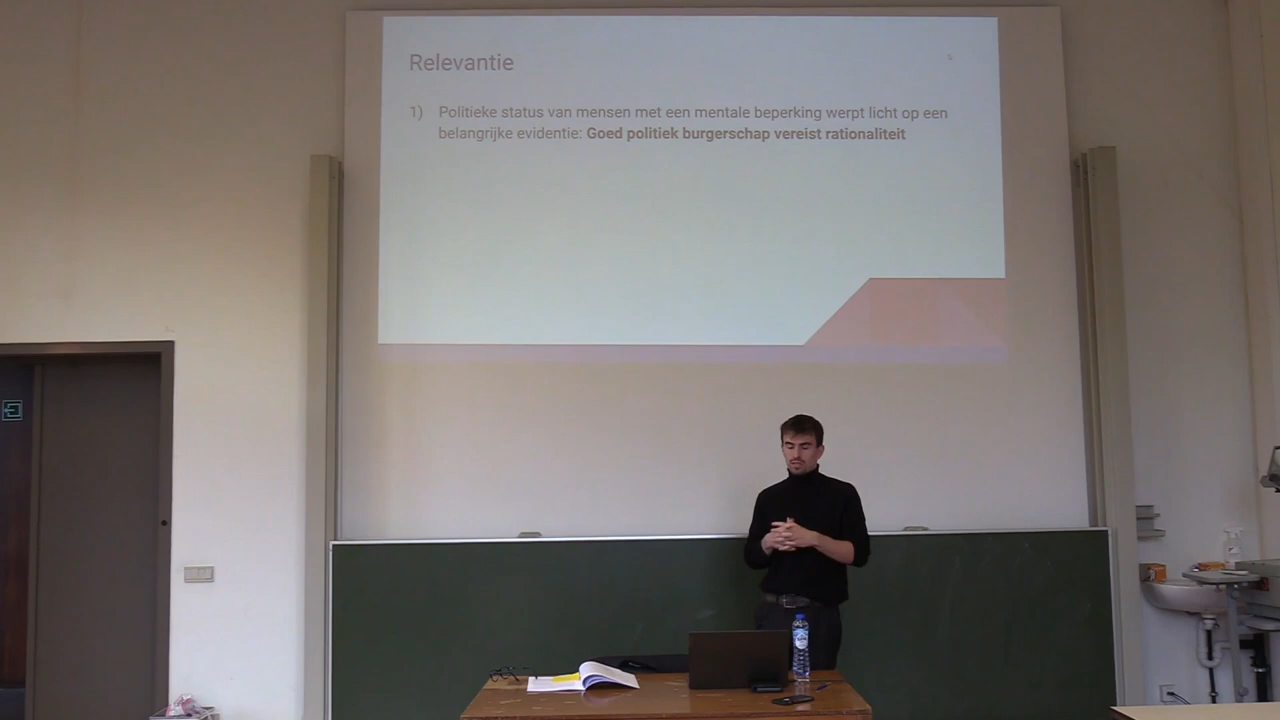 Relevantie
1) Politieke status van mensen met een mentale beperking werpt licht op een
belangrijke evidentie: Goed politiek burgerschap vereist rationaliteit